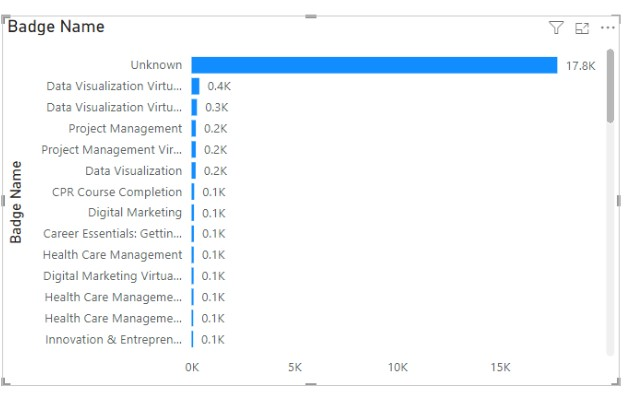 Badge Name
Badge Name
Unknown 17.8K
Data Visualization Virtu... 0.4K
Data Visualization Virtu... 0.3K
Project Management 0.2K
Project Management Vir... 0.2K
Data Visualization 0.2K
CPR Course Completion 0.1K
Digital Marketing 0.1K
Career Essentials: Gettin... 0.1K
Health Care Management 0.1K
Digital Marketing Virtua... 0.1K
Health Care Manageme... 0.1K
Health Care Manageme... 0.1K
Innovation & Entrepren... 0.1K
0K 5K 10K 15K